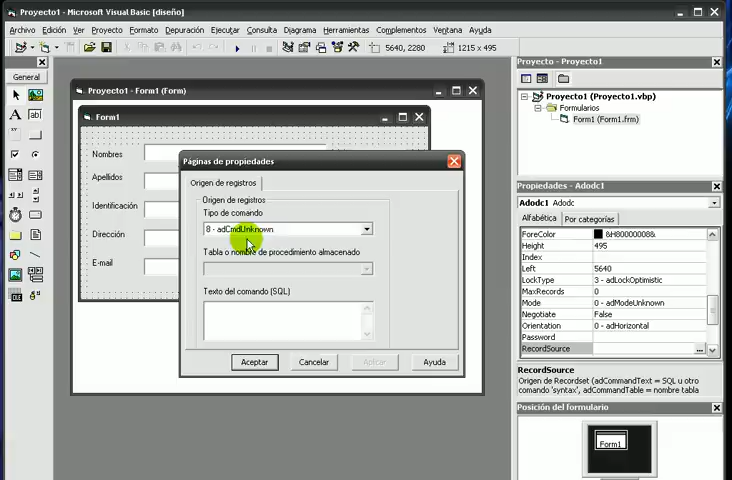 Proyecto1 - Microsoft Visual Basic [diseño]
Archivo Edición Ver Proyecto Formato Depuración Ejecutar Consulta Diagrama Herramientas Complementos Ventana Ayuda
5640, 2280 1215 x 495
General
A
ab|
Proyecto1 - Form1 (Form)
Form1
Nombres
Apellidos
Identificación
Dirección
E-mail
Páginas de propiedades
Origen de registros
Origen de registros
Tipo de comando
8 - adCmdUnknown
Tabla o nombre de procedimiento almacenado
Texto del comando (SQL)
Aceptar Cancelar Aplicar Ayuda
Proyecto - Proyecto1
Proyecto1 (Proyecto1.vbp)
Formularios
Form1 (Form1.frm)
Propiedades - Adodc1
Adodc1 Adodc
Alfabética Por categorías
ForeColor &H80000008&
Height 495
Index
Left 5640
LockType 3 - adLockOptimistic
MaxRecords 0
Mode 0 - adModeUnknown
Negotiate False
Orientation 0 - adHorizontal
Password
RecordSource ...
RecordSource
Origen de Recordset (adCommandText = SQL u otro
comando 'syntax', adCommandTable = nombre tabla
Posición del formulario
Form1